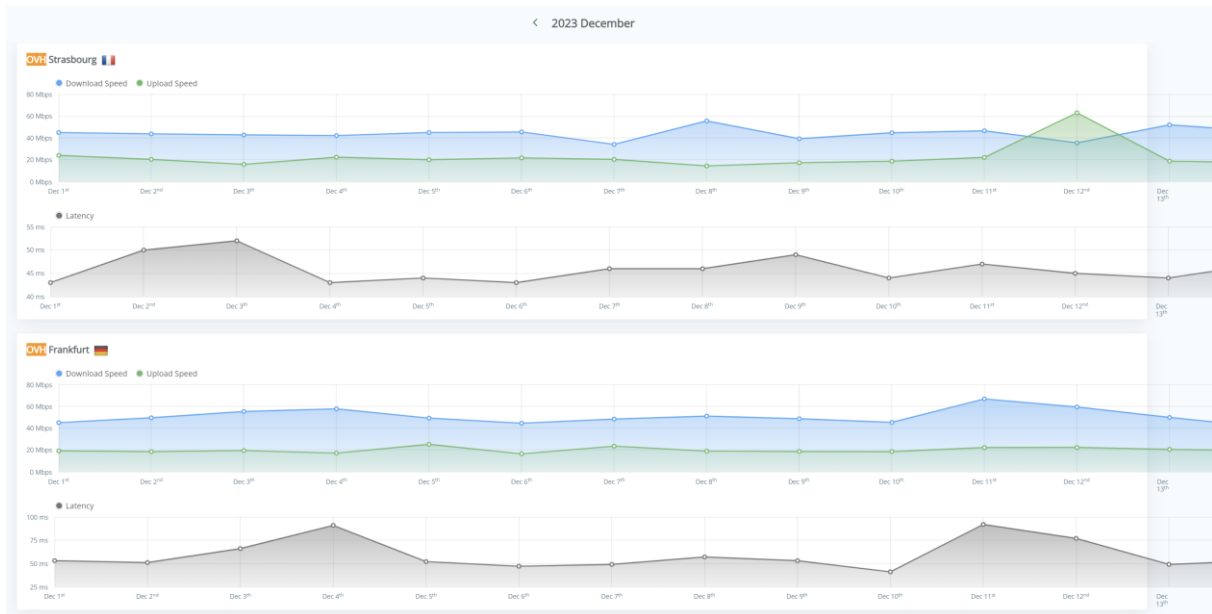 < 2023 December
OVH Strasbourg
Download Speed Upload Speed
80 Mbps
60 Mbps
40 Mbps
20 Mbps
0 Mbps
Dec 1st Dec 2nd Dec 3th Dec 4th Dec 5th Dec 6th Dec 7th Dec 8th Dec 9th Dec 10th Dec 11st Dec 12nd Dec
13th
Latency
55 ms
50 ms
45 ms
40 ms
Dec 1st Dec 2nd Dec 3th Dec 4th Dec 5th Dec 6th Dec 7th Dec 8th Dec 9th Dec 10th Dec 11st Dec 12nd Dec
13th
OVH Frankfurt
Download Speed Upload Speed
80 Mbps
60 Mbps
40 Mbps
20 Mbps
0 Mbps
Dec 1st Dec 2nd Dec 3th Dec 4th Dec 5th Dec 6th Dec 7th Dec 8th Dec 9th Dec 10th Dec 11st Dec 12nd Dec
13th
Latency
100 ms
75 ms
50 ms
25 ms
Dec 1st Dec 2nd Dec 3th Dec 4th Dec 5th Dec 6th Dec 7th Dec 8th Dec 9th Dec 10th Dec 11st Dec 12nd Dec
13th